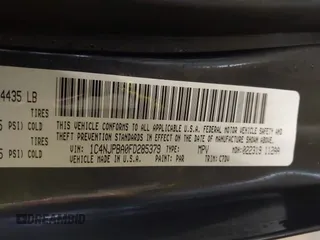 4435 LB
TIRES
5 PSI) COLD
TIRES
5 PSI) COLD
THIS VEHICLE CONFORMS TO ALL APPLICABLE U.S.A. FEDERAL MOTOR VEHICLE SAFETY, BUMPER AND THEFT
PREVENTION STANDARDS IN EFFECT ON THE DATE OF MANUFACTURE SHOWN
ABOVE.
VIN: 1C4NJPBA0FD285379 TYPE: MPV
PAINT: PAR TRIM: CTDV
MADE IN U.S.A.
DREAMBID